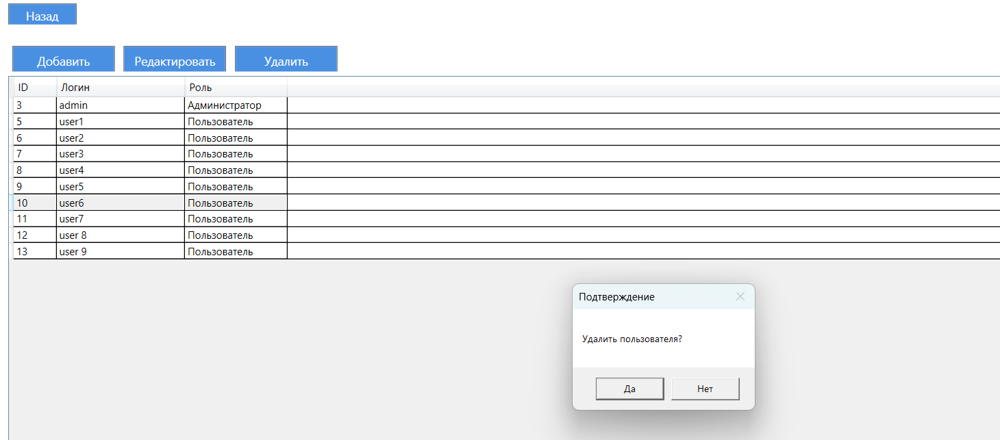 Назад
Добавить Редактировать Удалить
ID Логин Роль
3 admin Администратор
5 user1 Пользователь
6 user2 Пользователь
7 user3 Пользователь
8 user4 Пользователь
9 user5 Пользователь
10 user6 Пользователь
11 user7 Пользователь
12 user 8 Пользователь
13 user 9 Пользователь
Подтверждение
Удалить пользователя?
Да Нет